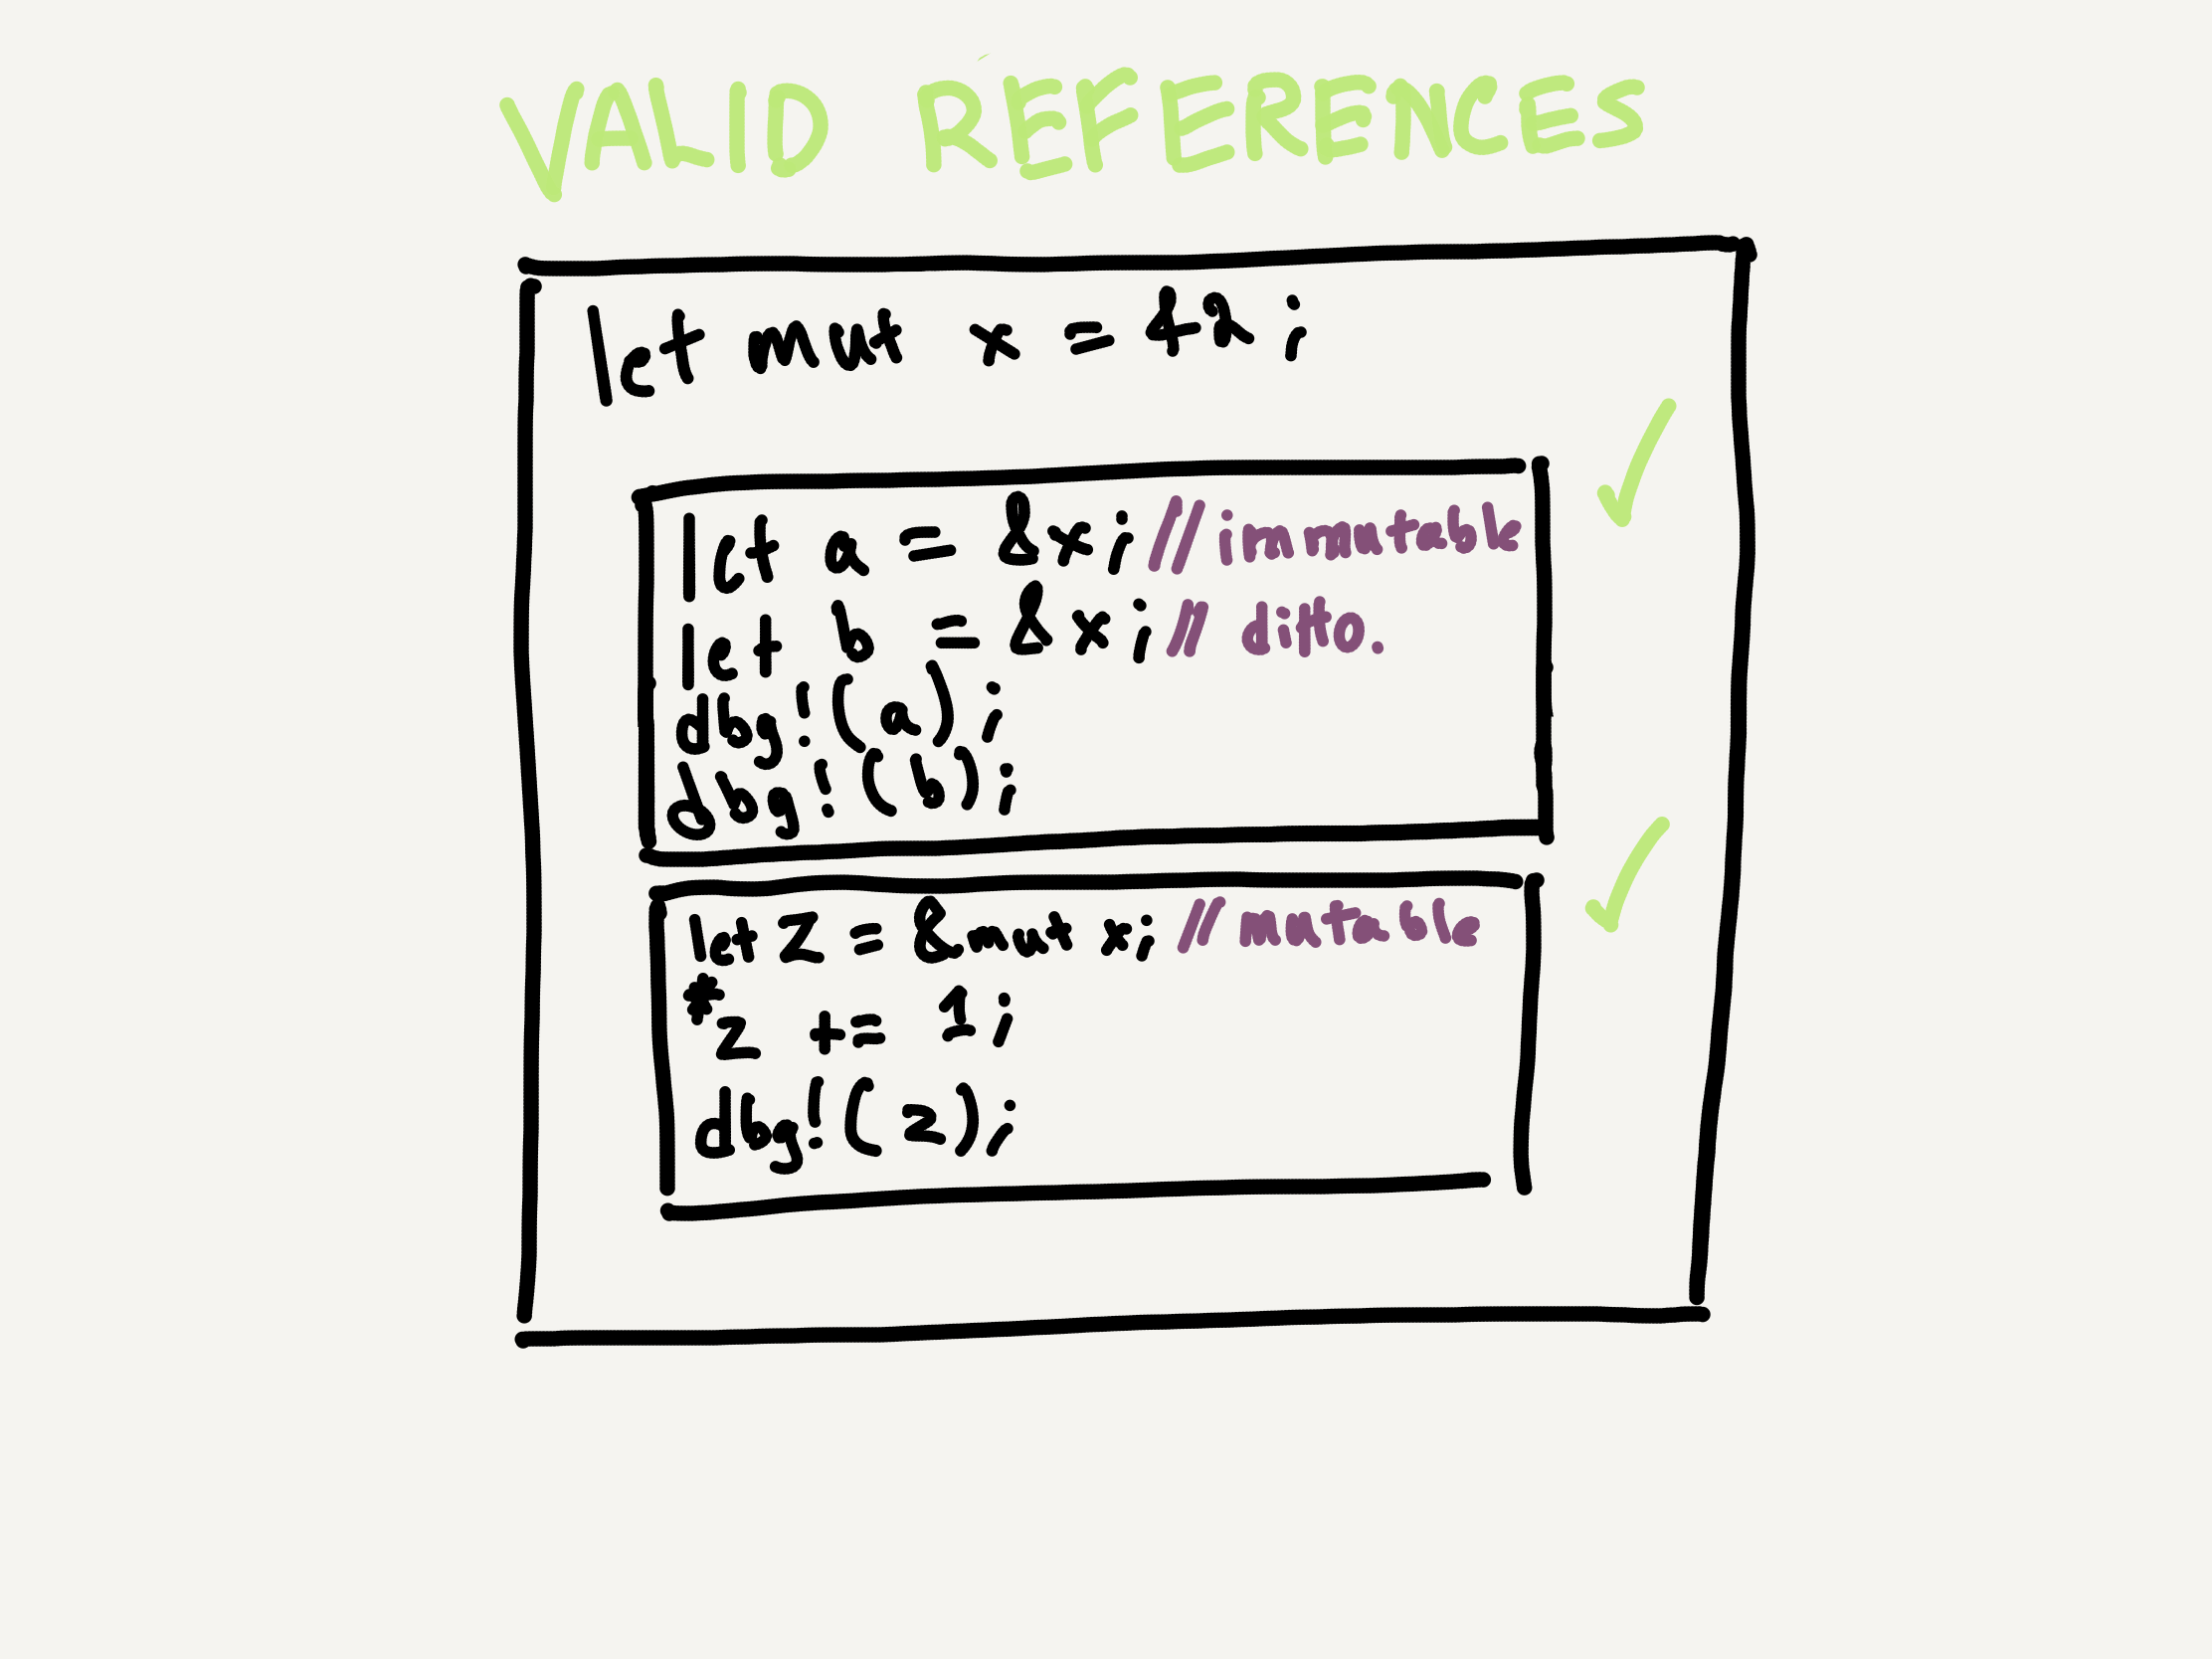 VALID REFERENCES
let mut x = 42;
let a = &x; // immutable
let b = &x; // ditto.
dbg!(a);
dbg!(b);
let z = &mut x; // mutable
*z += 1;
dbg!(z);